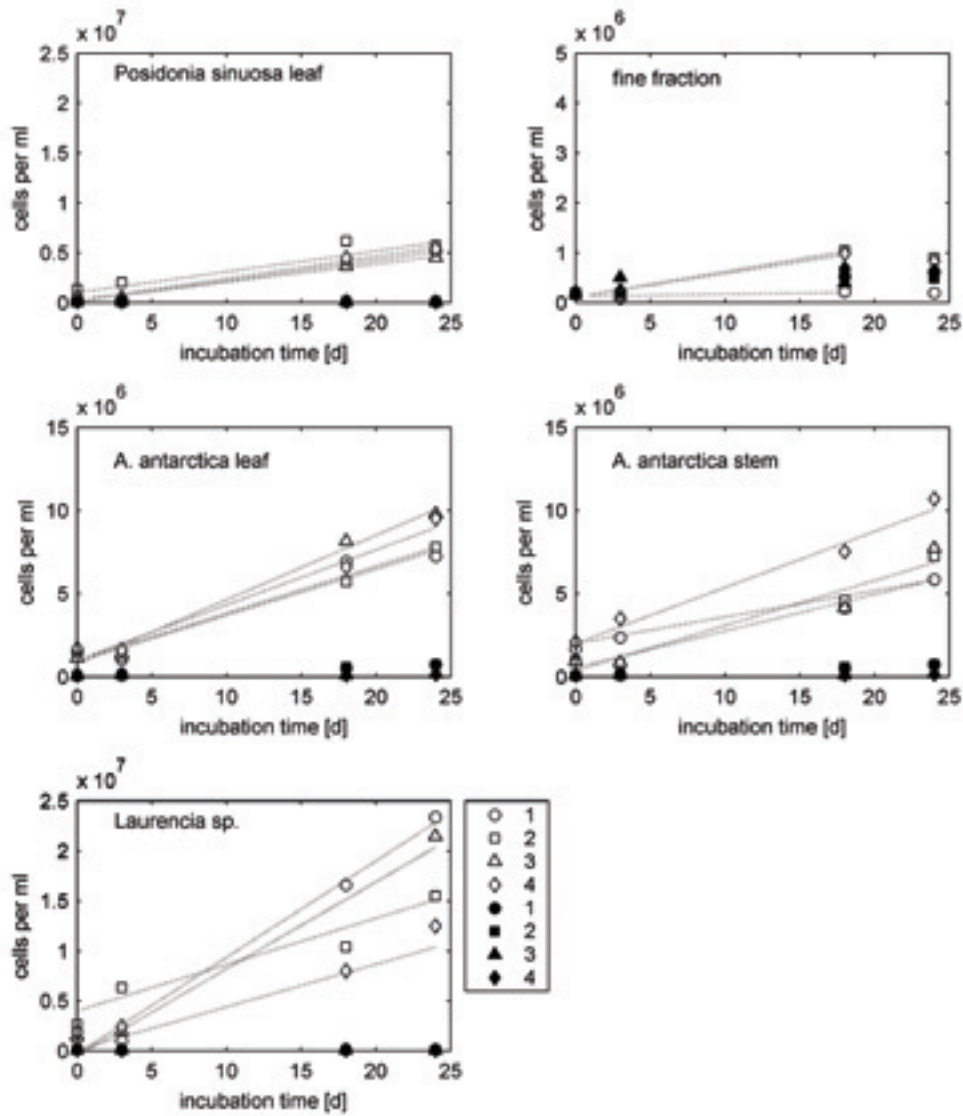 x 10^7
2.5
2
1.5
1
0.5
0
cells per ml
Posidonia sinuosa leaf
0 5 10 15 20 25
incubation time [d]
x 10^6
5
4
3
2
1
0
cells per ml
fine fraction
0 5 10 15 20 25
incubation time [d]
x 10^6
15
10
5
0
cells per ml
A. antarctica leaf
0 5 10 15 20 25
incubation time [d]
x 10^6
15
10
5
0
cells per ml
A. antarctica stem
0 5 10 15 20 25
incubation time [d]
x 10^7
2.5
2
1.5
1
0.5
0
cells per ml
Laurencia sp.
0 5 10 15 20 25
incubation time [d]
1
2
3
4
1
2
3
4